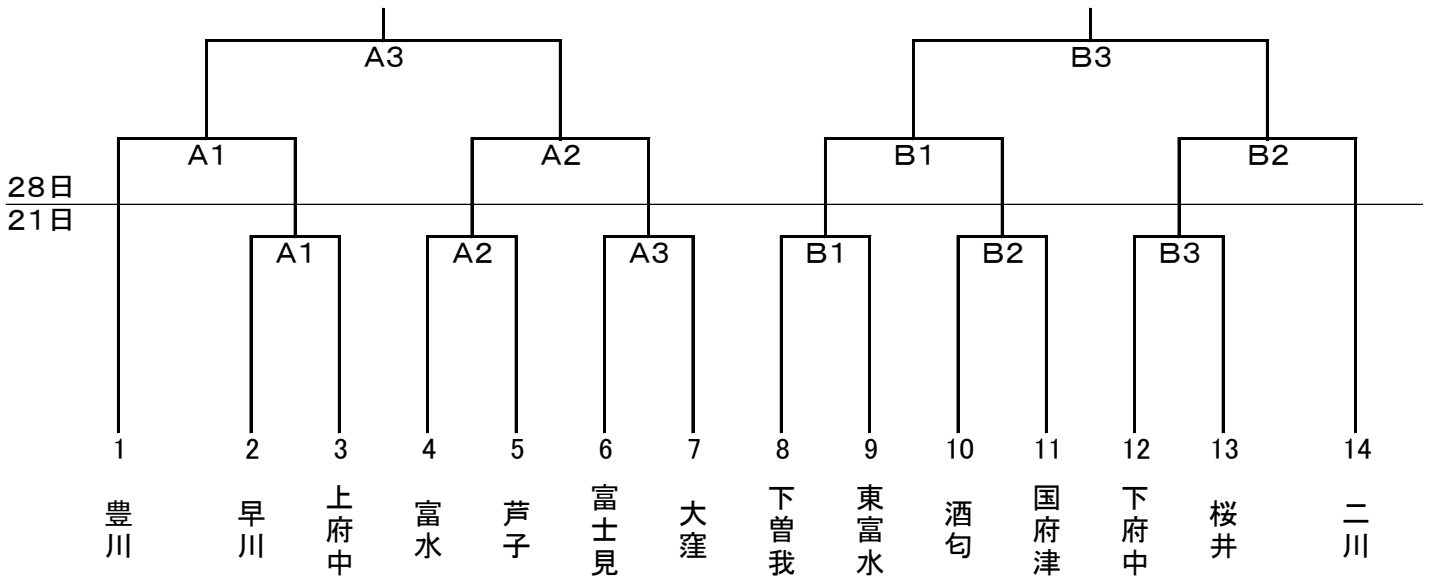 A3 B3
A1 A2 B1 B2
28日
21日
A1 A2 A3 B1 B2 B3
1 2 3 4 5 6 7 8 9 10 11 12 13 14
豊川
早川
上府中
富水
芦子
富士見
大窪
下曽我
東富水
酒匂
国府津
下府中
桜井
二川